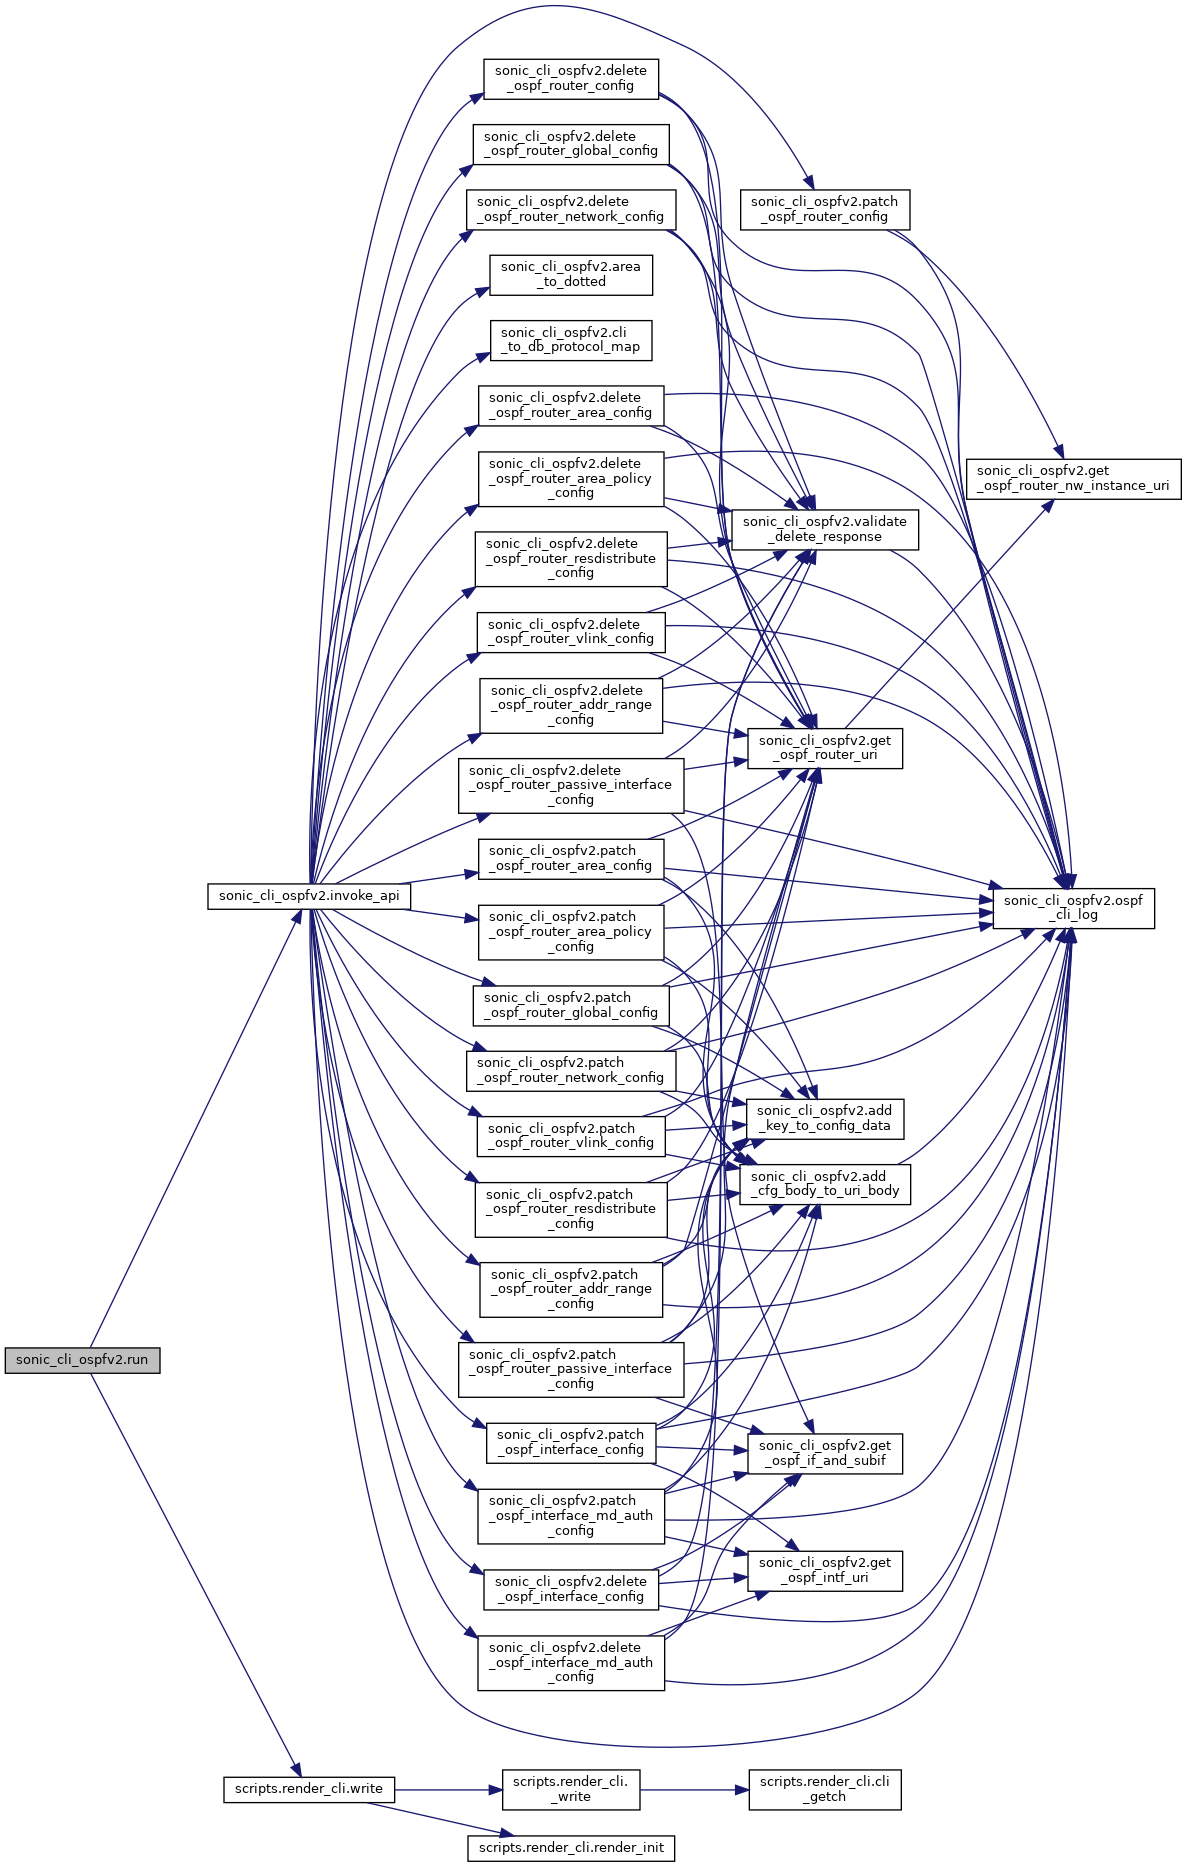 sonic_cli_ospfv2.delete
_ospf_router_config
sonic_cli_ospfv2.delete
_ospf_router_global_config
sonic_cli_ospfv2.delete
_ospf_router_network_config
sonic_cli_ospfv2.patch
_ospf_router_config
sonic_cli_ospfv2.area
_to_dotted
sonic_cli_ospfv2.cli
_to_db_protocol_map
sonic_cli_ospfv2.delete
_ospf_router_area_config
sonic_cli_ospfv2.delete
_ospf_router_area_policy
_config
sonic_cli_ospfv2.get
_ospf_router_nw_instance_uri
sonic_cli_ospfv2.validate
_delete_response
sonic_cli_ospfv2.delete
_ospf_router_resdistribute
_config
sonic_cli_ospfv2.delete
_ospf_router_vlink_config
sonic_cli_ospfv2.delete
_ospf_router_addr_range
_config
sonic_cli_ospfv2.get
_ospf_router_uri
sonic_cli_ospfv2.delete
_ospf_router_passive_interface
_config
sonic_cli_ospfv2.patch
_ospf_router_area_config
sonic_cli_ospfv2.invoke_api
sonic_cli_ospfv2.ospf
_cli_log
sonic_cli_ospfv2.patch
_ospf_router_area_policy
_config
sonic_cli_ospfv2.patch
_ospf_router_global_config
sonic_cli_ospfv2.patch
_ospf_router_network_config
sonic_cli_ospfv2.add
_key_to_config_data
sonic_cli_ospfv2.patch
_ospf_router_vlink_config
sonic_cli_ospfv2.add
_cfg_body_to_uri_body
sonic_cli_ospfv2.patch
_ospf_router_resdistribute
_config
sonic_cli_ospfv2.patch
_ospf_router_addr_range
_config
sonic_cli_ospfv2.run
sonic_cli_ospfv2.patch
_ospf_router_passive_interface
_config
sonic_cli_ospfv2.patch
_ospf_interface_config
sonic_cli_ospfv2.get
_ospf_if_and_subif
sonic_cli_ospfv2.patch
_ospf_interface_md_auth
_config
sonic_cli_ospfv2.get
_ospf_intf_uri
sonic_cli_ospfv2.delete
_ospf_interface_config
sonic_cli_ospfv2.delete
_ospf_interface_md_auth
_config
scripts.render_cli.write
scripts.render_cli.
_write
scripts.render_cli.cli
_getch
scripts.render_cli.render_init